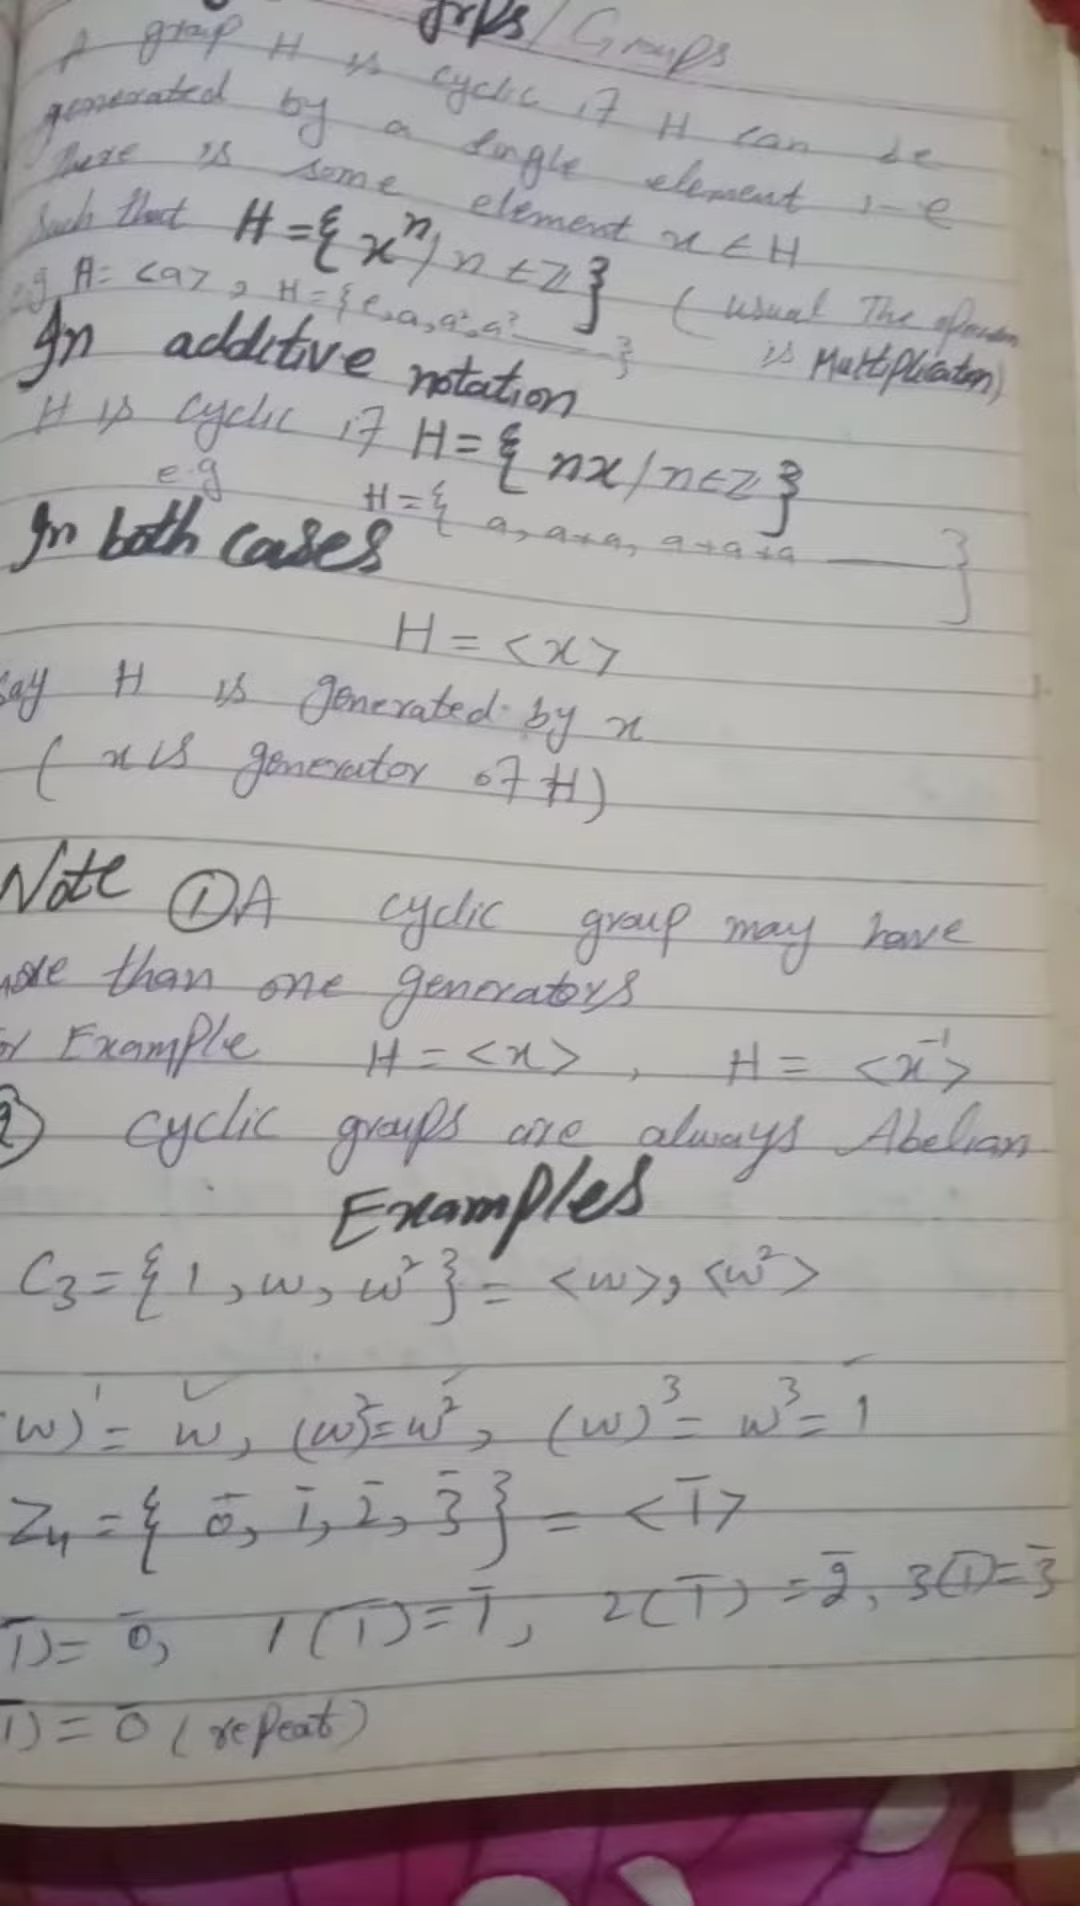 grps/Groups
A group H is cyclic if H can be
generated by a single element i-e
there is some element x ∈ H
such that H = { xⁿ / n ∈ Z } ( usual The operation
is Multiplication)
eg H = <a> , H = { e, a, a², a³ —— }
In additive notation
H is cyclic if H = { nx / n ∈ Z }
e.g H = { a, a+a, a+a+a —— }
In both cases
H = <x>
say H is generated by x
( x is generator of H )
Note ① A cyclic group may have
more than one generators
or Example H = <x> , H = <x⁻¹>
② cyclic groups are always Abelian
Examples
C₃ = { 1 , w, w² } = <w>, <w²>
(w)¹ = w, (w)² = w², (w)³ = w³ = 1
Z₄ = { 0̄, 1̄, 2̄, 3̄ } = <1̄>
1̄) = 0̄, 1(1̄) = 1̄, 2(1̄) = 2̄, 3(1̄) = 3̄
1̄) = 0̄ (repeat)